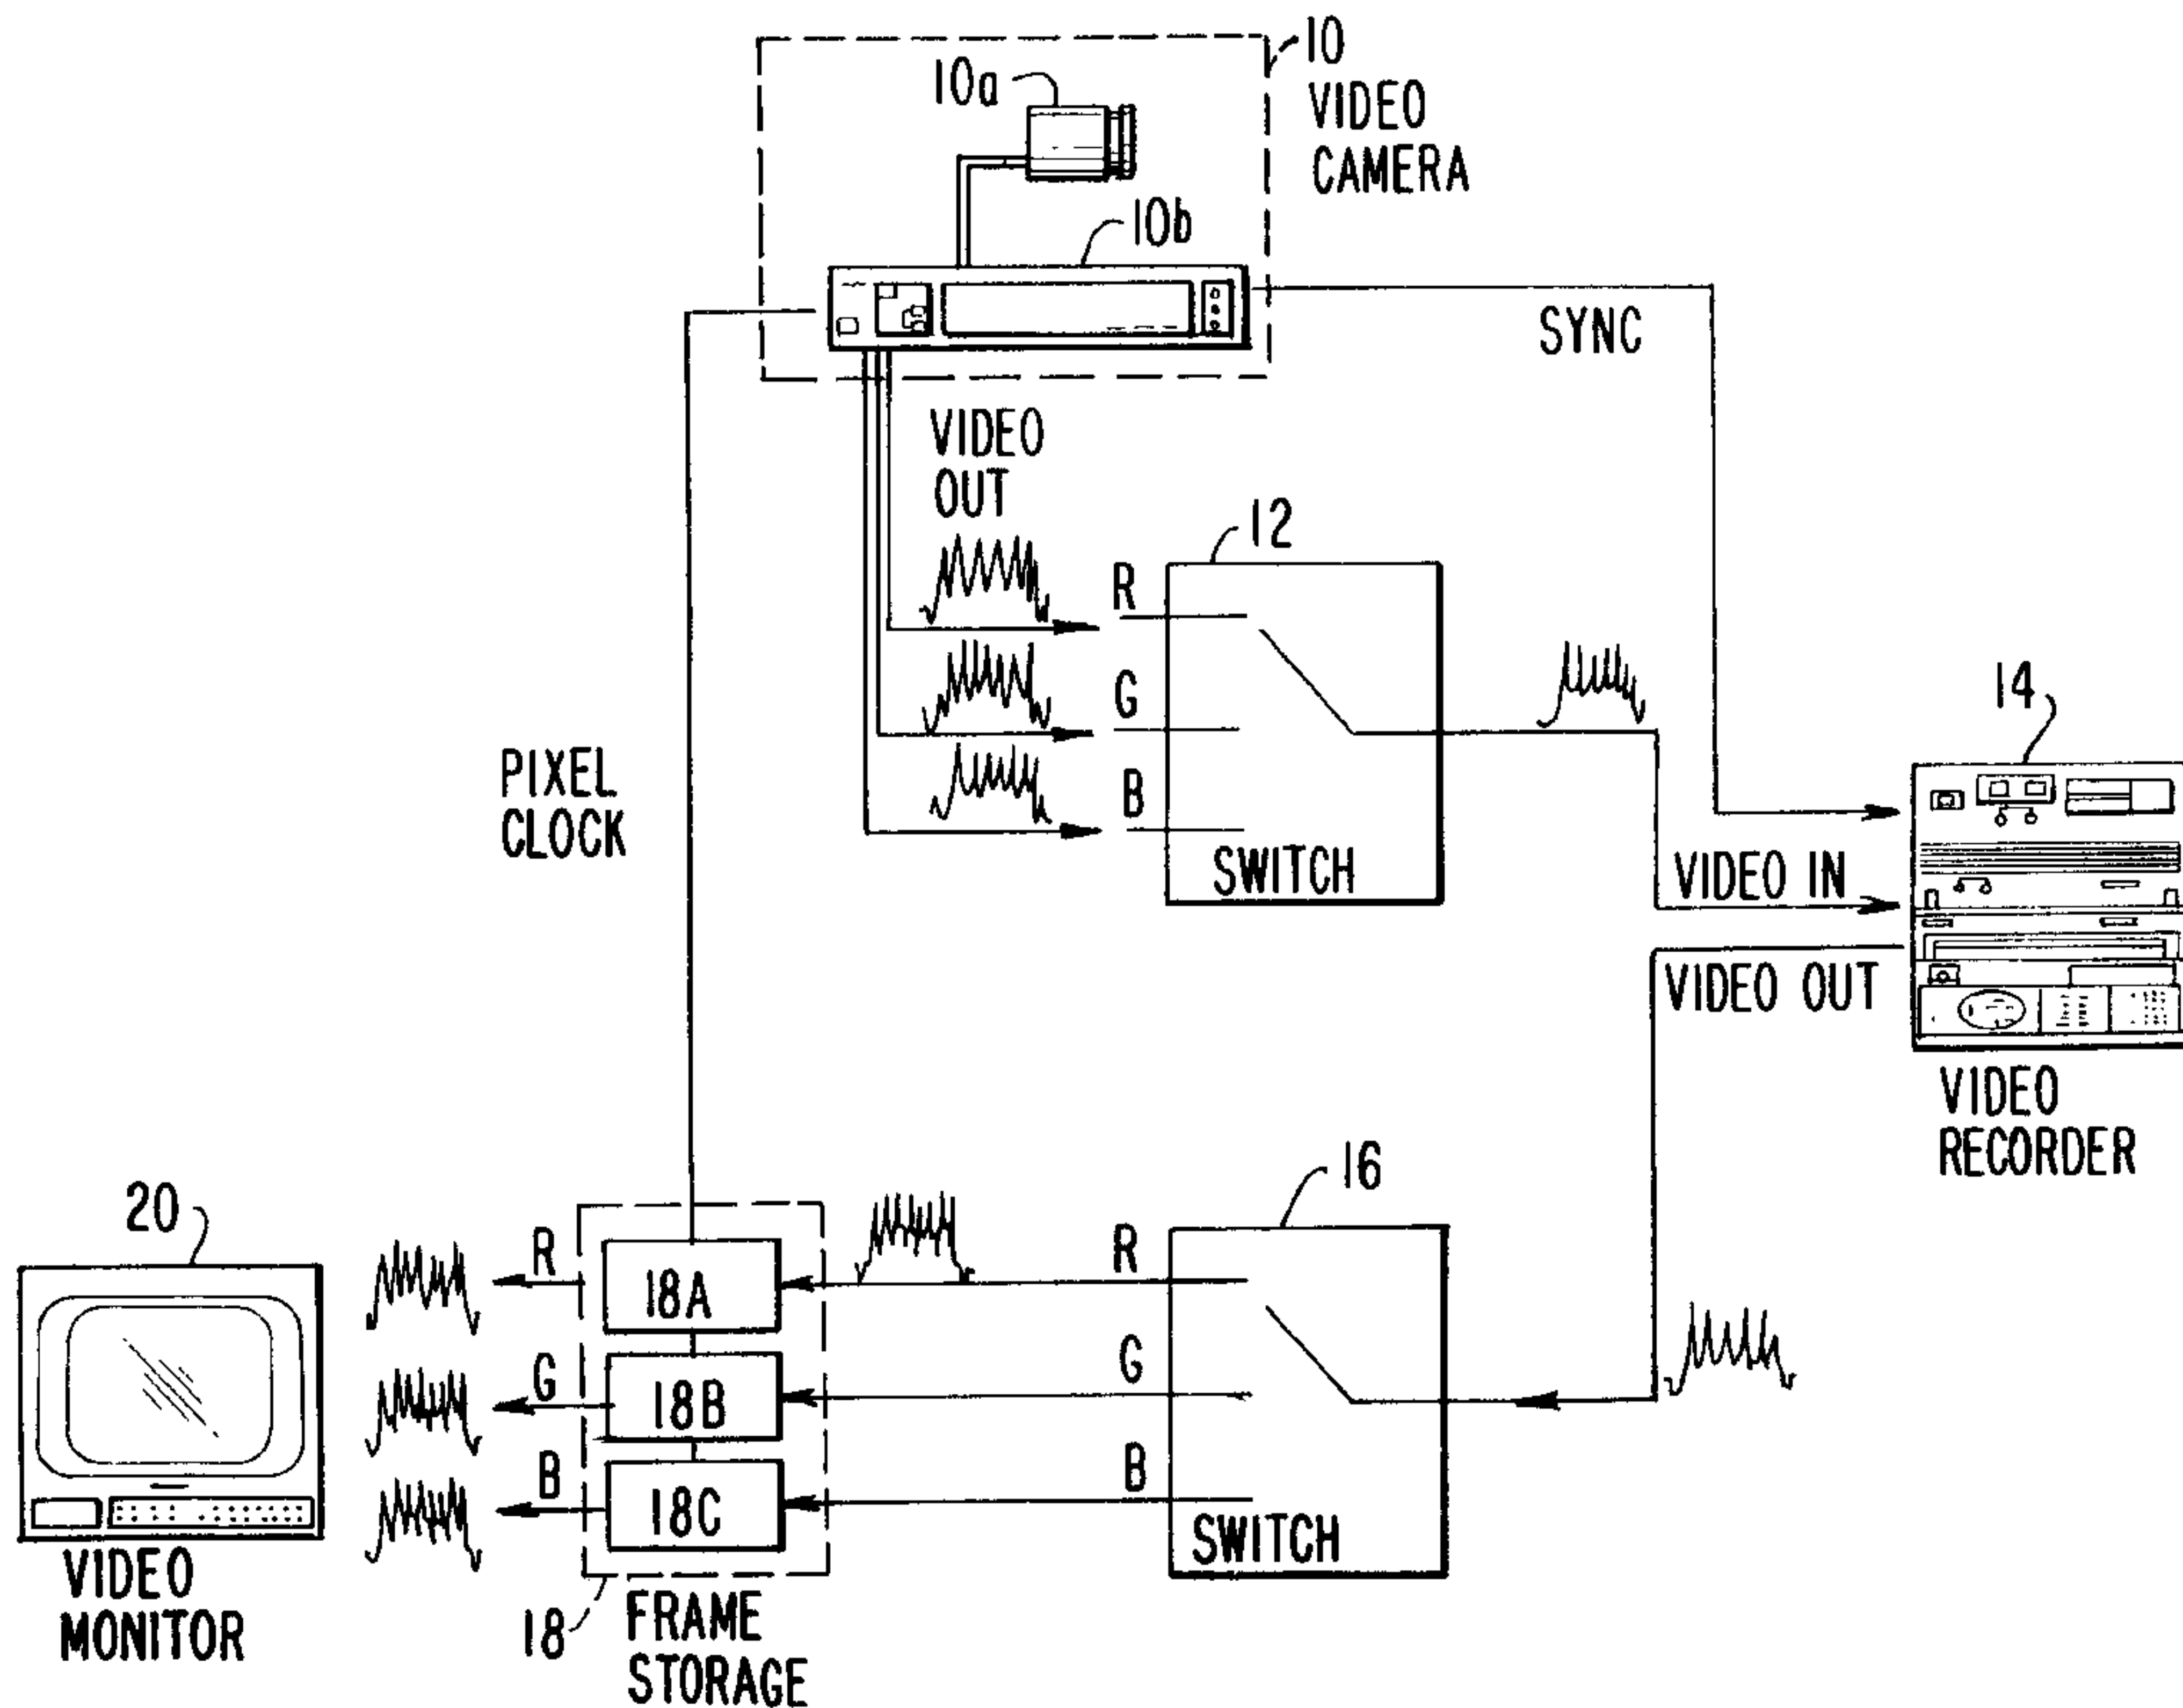 10
VIDEO
CAMERA
10a
10b
SYNC
VIDEO
OUT
12
R
G
B
SWITCH
PIXEL
CLOCK
14
VIDEO IN
VIDEO OUT
VIDEO
RECORDER
16
R
G
B
SWITCH
20
R
G
B
18A
18B
18C
VIDEO
MONITOR
18
FRAME
STORAGE